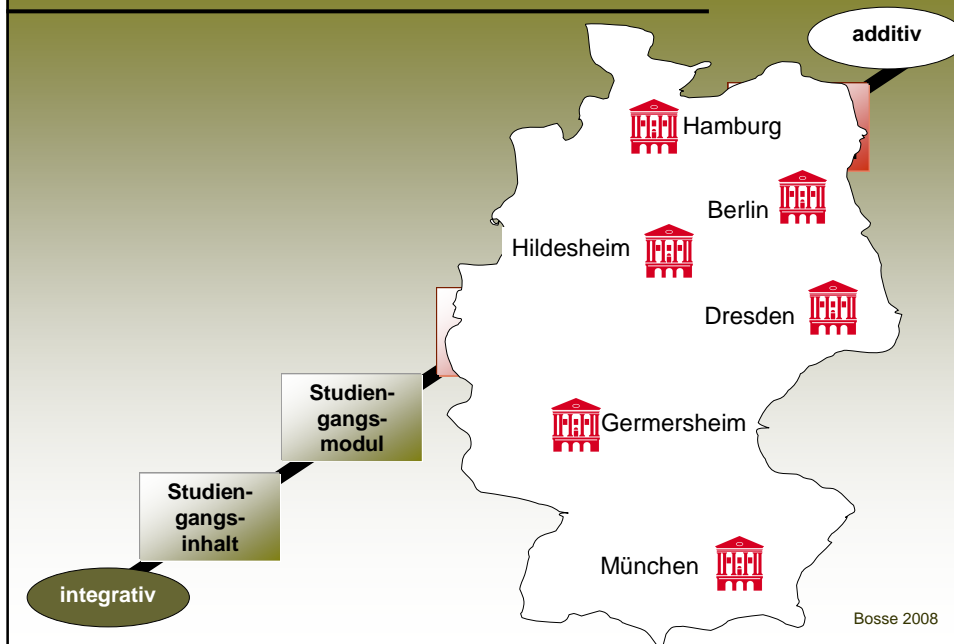 additiv
Hamburg
Berlin
Hildesheim
Dresden
Studien-
gangs-
modul
Germersheim
Studien-
gangs-
inhalt
München
integrativ
Bosse 2008